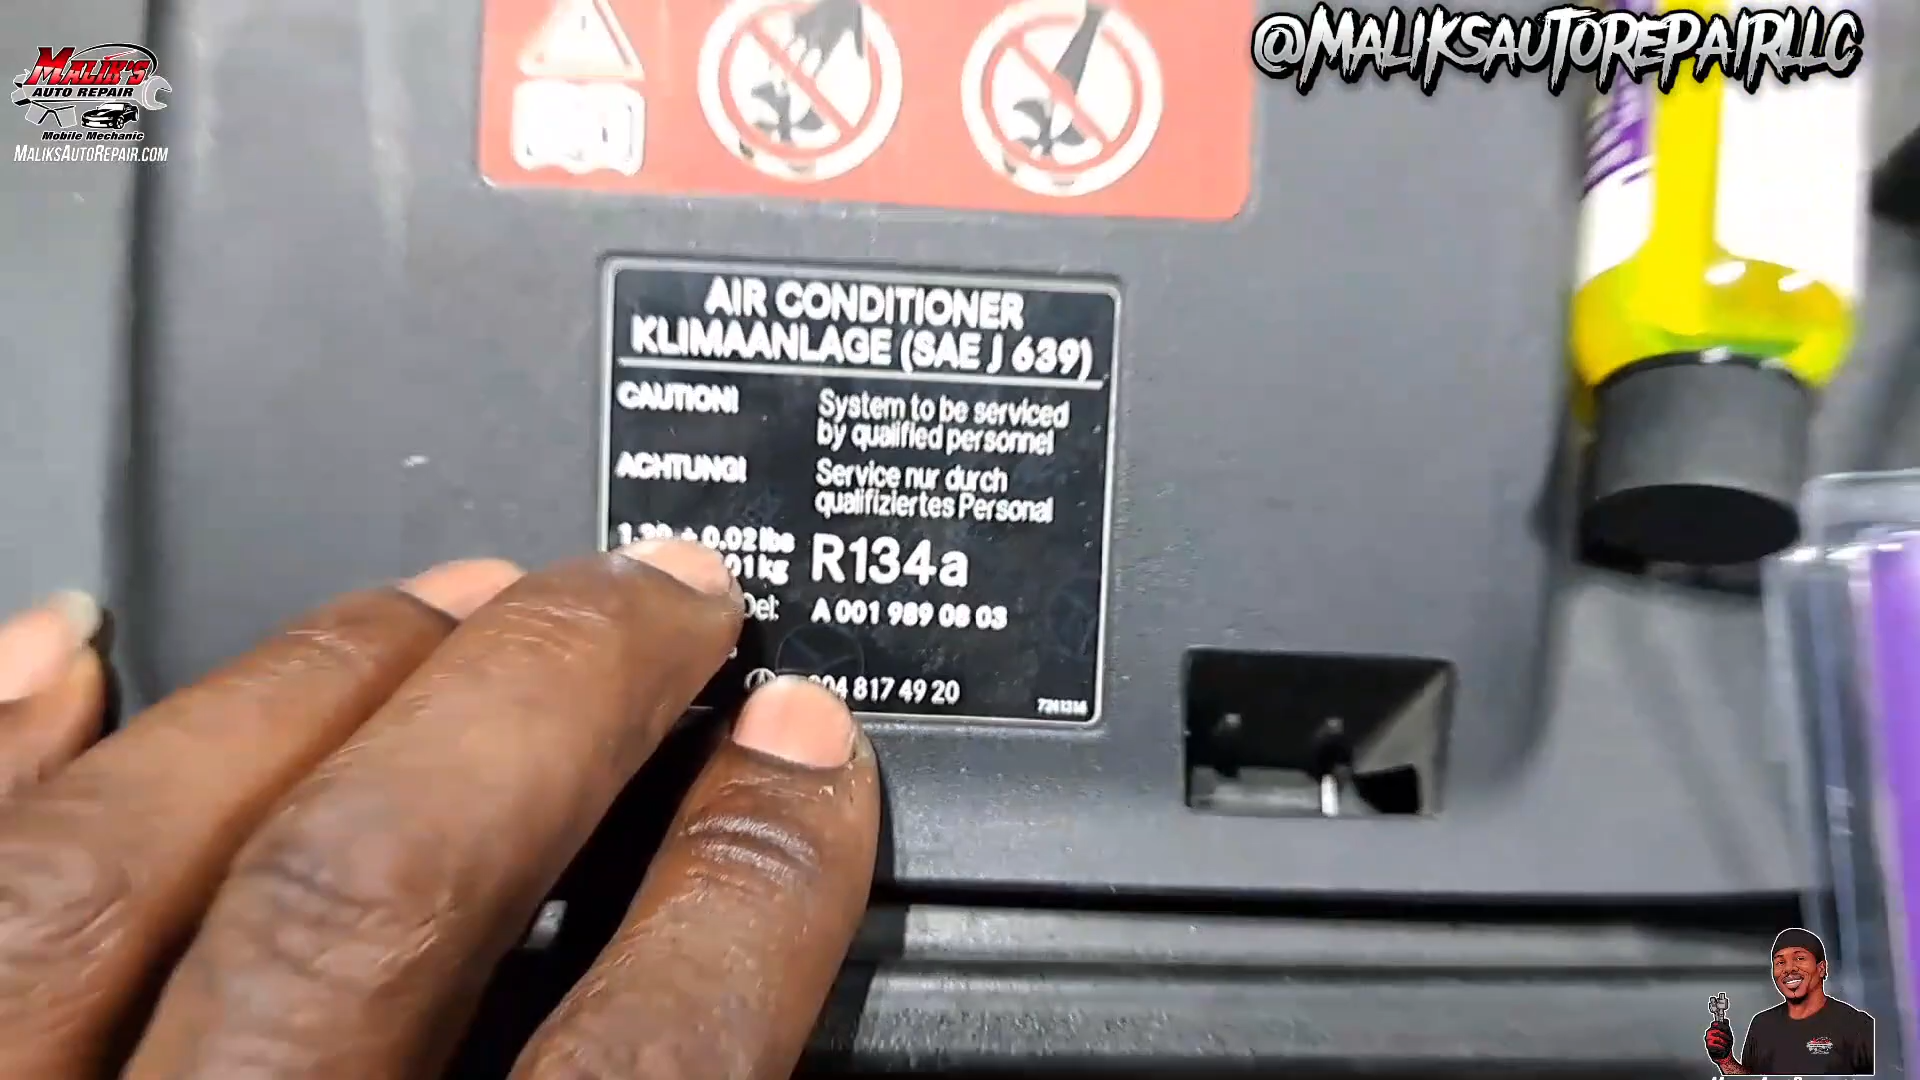 @MALIKSAUTOREPAIRLLC
MALIK'S
AUTO REPAIR
Mobile Mechanic
MALIKSAUTOREPAIR.COM
AIR CONDITIONER
KLIMAANLAGE (SAE J 639)
CAUTION!
System to be serviced
by qualified personnel
ACHTUNG!
Service nur durch
qualifiziertes Personal
0.02 lbs
R134a
A 001 989 08 03
817 49 20